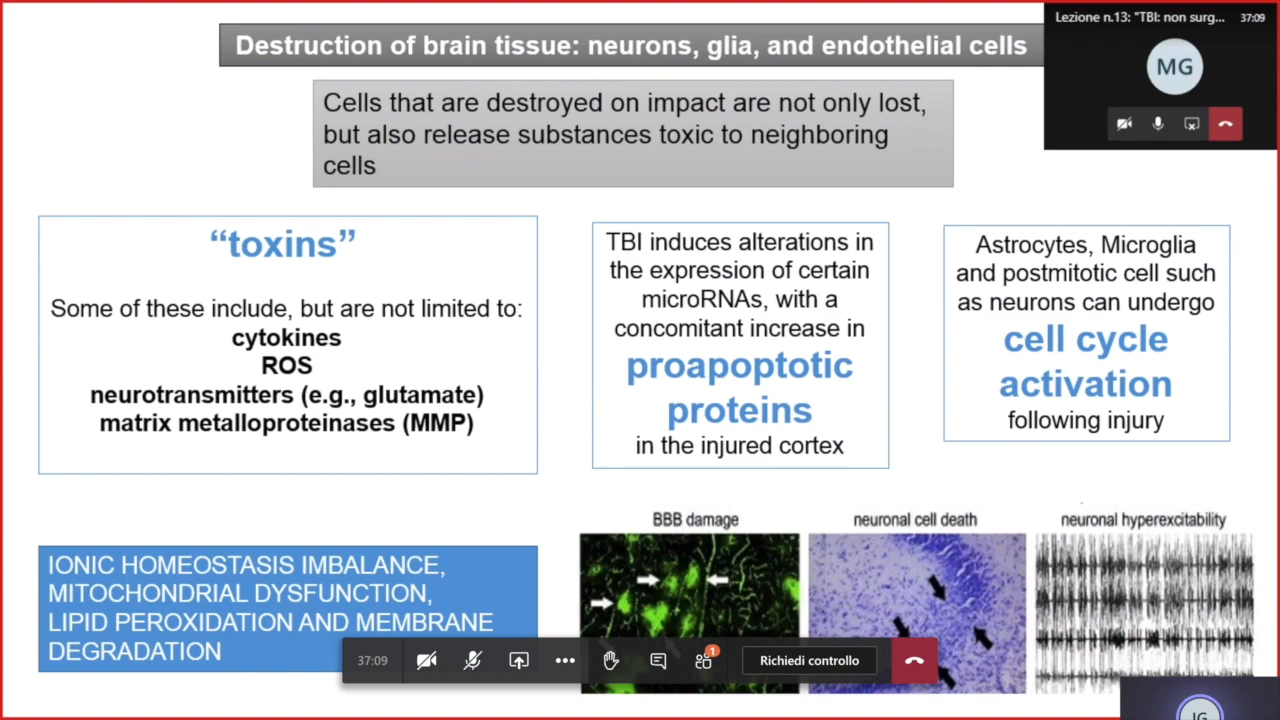 Destruction of brain tissue: neurons, glia, and endothelial cells
Lezione n.13: "TBI: non surg...
37:09
MG
Cells that are destroyed on impact are not only lost,
but also release substances toxic to neighboring
cells
“toxins”
Some of these include, but are not limited to:
cytokines
ROS
neurotransmitters (e.g., glutamate)
matrix metalloproteinases (MMP)
TBI induces alterations in
the expression of certain
microRNAs, with a
concomitant increase in
proapoptotic
proteins
in the injured cortex
Astrocytes, Microglia
and postmitotic cell such
as neurons can undergo
cell cycle
activation
following injury
IONIC HOMEOSTASIS IMBALANCE,
MITOCHONDRIAL DYSFUNCTION,
LIPID PEROXIDATION AND MEMBRANE
DEGRADATION
BBB damage
neuronal cell death
neuronal hyperexcitability
37:09
1
Richiedi controllo